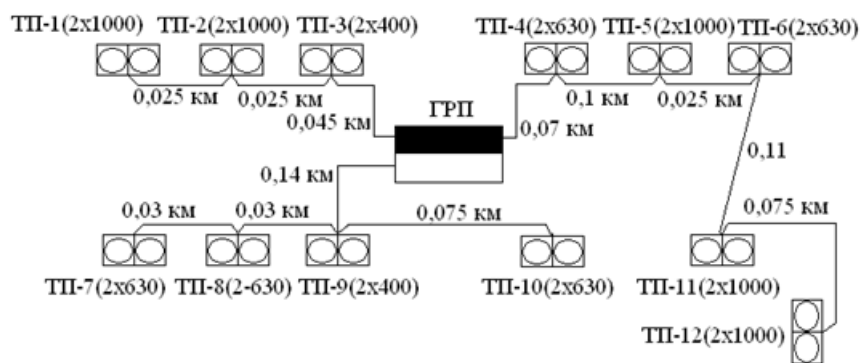 ТП-1(2х1000) ТП-2(2х1000) ТП-3(2х400) ТП-4(2х630) ТП-5(2х1000) ТП-6(2х630)
0,025 км 0,025 км 0,1 км 0,025 км
0,045 км ГРП 0,07 км
0,14 км 0,11
0,03 км 0,03 км 0,075 км 0,075 км
ТП-7(2х630) ТП-8(2-630) ТП-9(2х400) ТП-10(2х630) ТП-11(2х1000)
ТП-12(2х1000)